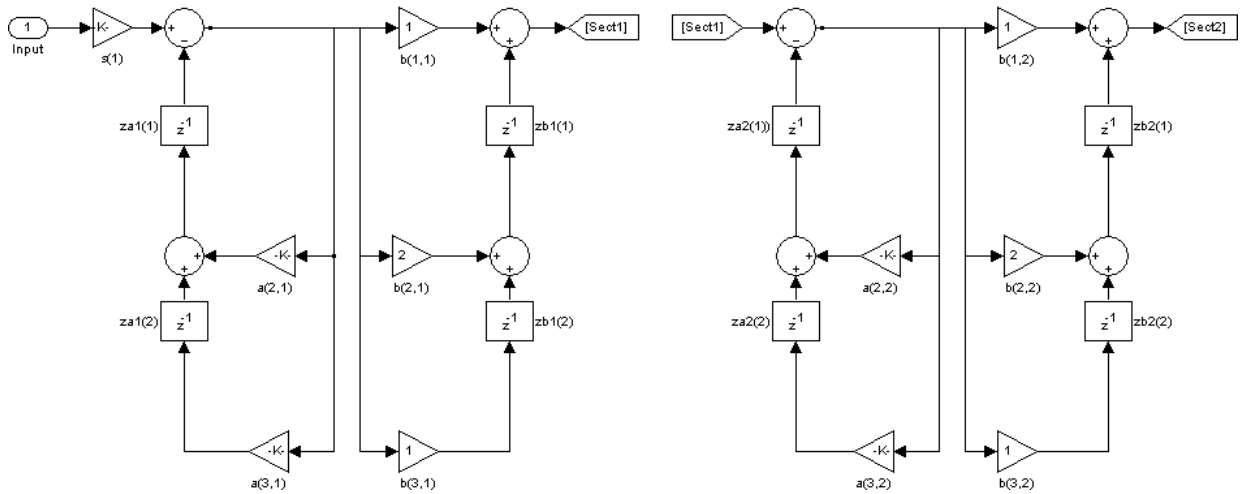 1
Input
K-
s(1)
+
−
1
b(1,1)
+
+
[Sect1]
za1(1)
z-1
z-1
zb1(1)
+
+
-K-
a(2,1)
2
b(2,1)
+
+
za1(2)
z-1
z-1
zb1(2)
-K-
a(3,1)
1
b(3,1)
[Sect1]
+
−
1
b(1,2)
+
+
[Sect2]
za2(1))
z-1
z-1
zb2(1)
+
+
-K-
a(2,2)
2
b(2,2)
+
+
za2(2)
z-1
z-1
zb2(2)
-K-
a(3,2)
1
b(3,2)